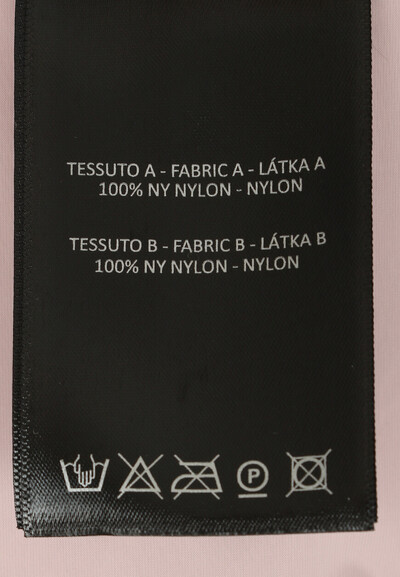 TESSUTO A - FABRIC A - LÁTKA A
100% NY NYLON - NYLON
TESSUTO B - FABRIC B - LÁTKA B
100% NY NYLON - NYLON
P